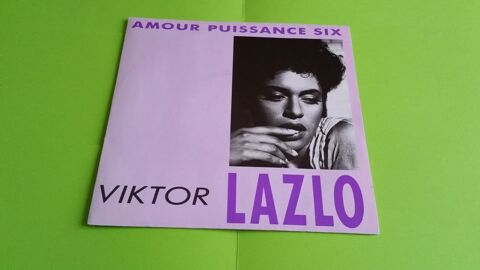 AMOUR PUISSANCE SIX
VIKTOR LAZLO